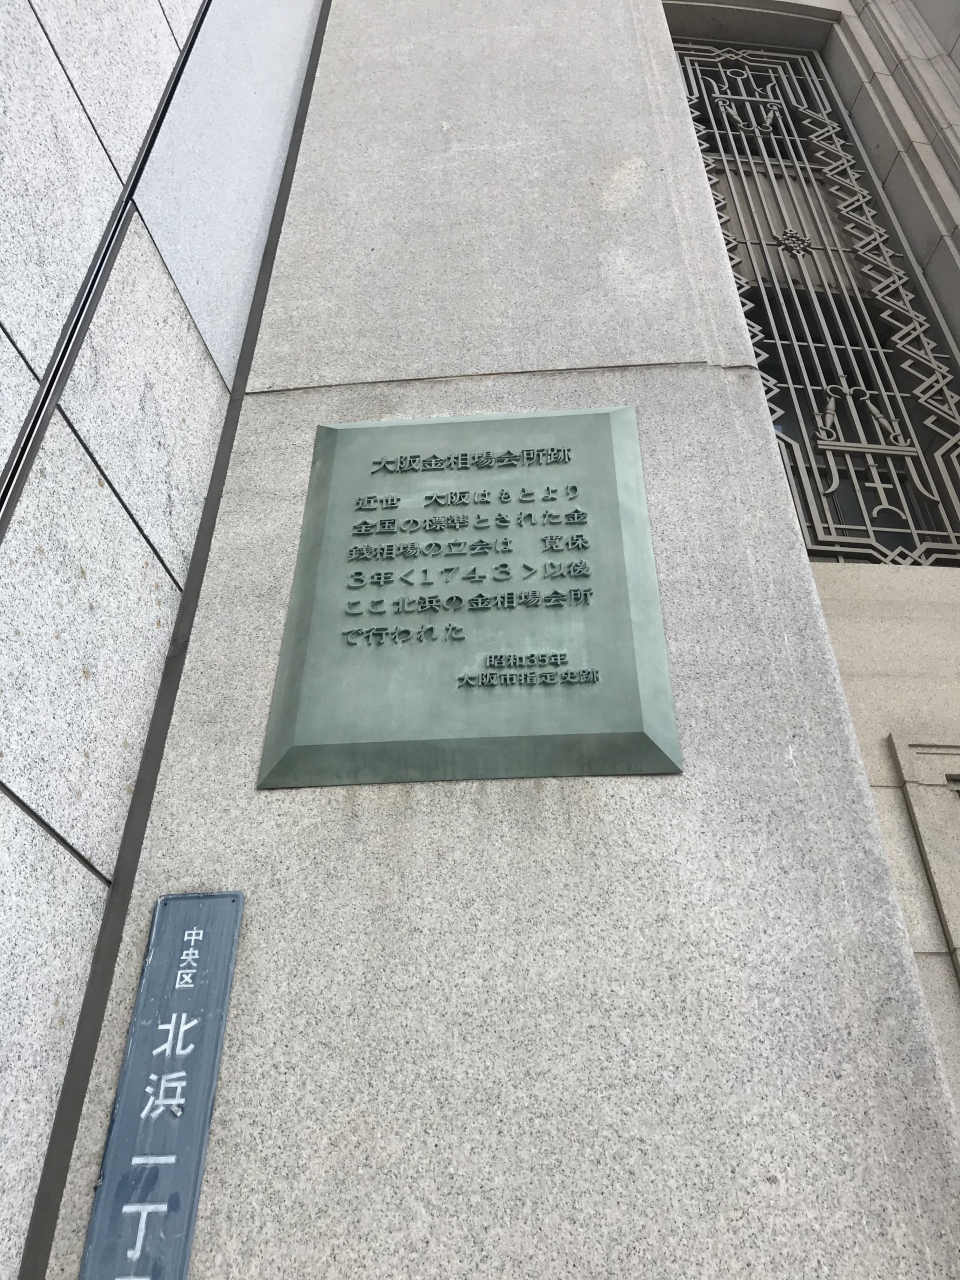 大阪金相場会所跡
近世　大阪はもとより
全国の標準とされた金
銭相場の立会は　寛保
3年<1743>以後
ここ北浜の金相場会所
で行われた
昭和35年
大阪市指定史跡
中央区
北浜一丁